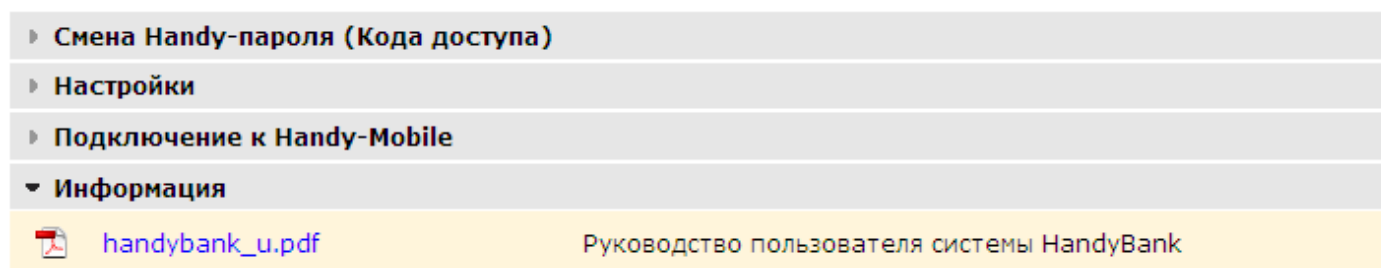 Смена Handy-пароля (Кода доступа)
Настройки
Подключение к Handy-Mobile
Информация
handybank_u.pdf Руководство пользователя системы HandyBank